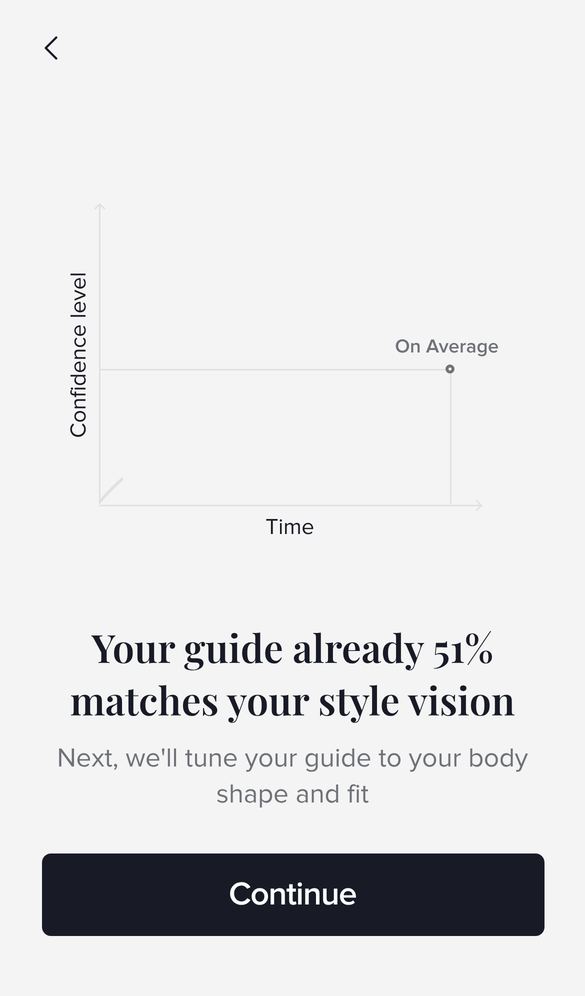 Confidence level
On Average
Time
Your guide already 51%
matches your style vision
Next, we'll tune your guide to your body
shape and fit
Continue